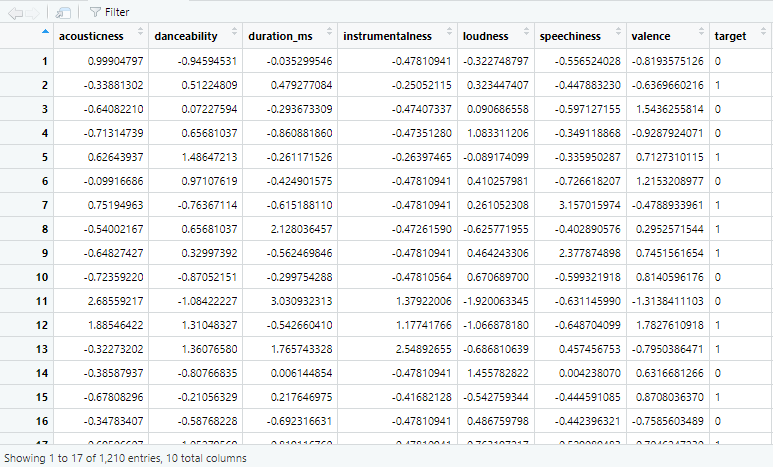 Filter
acousticness danceability duration_ms instrumentalness loudness speechiness valence target
1 0.99904797 -0.94594531 -0.035299546 -0.47810941 -0.322748797 -0.556524028 -0.8193575126 0
2 -0.33881302 0.51224809 0.479277084 -0.25052115 0.323447407 -0.447883230 -0.6369660216 1
3 -0.64082210 0.07227594 -0.293673309 -0.47407337 0.090686558 -0.597127155 1.5436255814 0
4 -0.71314739 0.65681037 -0.860881860 -0.47351280 1.083311206 -0.349118868 -0.9287924071 0
5 0.62643937 1.48647213 -0.261171526 -0.26397465 -0.089174099 -0.335950287 0.7127310115 1
6 -0.09916686 0.97107619 -0.424901575 -0.47810941 0.410257981 -0.726618207 1.2153208977 0
7 0.75194963 -0.76367114 -0.615188110 -0.47810941 0.261052308 3.157015974 -0.4788933961 1
8 -0.54002167 0.65681037 2.128036457 -0.47261590 -0.625771955 -0.402890576 0.2952571544 1
9 -0.64827427 0.32997392 -0.562469846 -0.47810941 0.464243306 2.377874898 0.7451561654 1
10 -0.72359220 -0.87052151 -0.299754288 -0.47810564 0.670689700 -0.599321918 0.8140596176 0
11 2.68559217 -1.08422227 3.030932313 1.37922006 -1.920063345 -0.631145990 -1.3138411103 0
12 1.88546422 1.31048327 -0.542660410 1.17741766 -1.066878180 -0.648704099 1.7827610918 1
13 -0.32273202 1.36076580 1.765743328 2.54892655 -0.686810639 0.457456753 -0.7950386471 1
14 -0.38587937 -0.80766835 0.006144854 -0.47810941 1.455782822 0.004238070 0.6316681266 0
15 -0.67808296 -0.21056329 0.217646975 -0.41682128 -0.542759344 -0.444591085 0.8708036370 1
16 -0.34783407 -0.58768228 -0.692316631 -0.47810941 0.486759798 -0.442396321 -0.7585603489 0
Showing 1 to 17 of 1,210 entries, 10 total columns